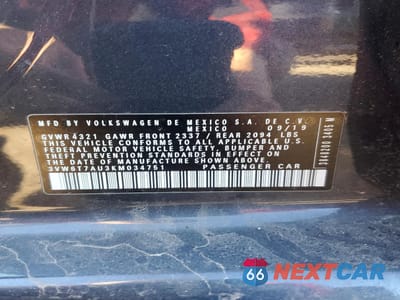 MFD BY VOLKSWAGEN DE MEXICO S.A. DE C.V.
MEXICO 09/19
GVWR 4321 GAWR FRONT 2337 / REAR 2094 LBS
THIS VEHICLE CONFORMS TO ALL APPLICABLE U.S.
FEDERAL MOTOR VEHICLE SAFETY, BUMPER AND
THEFT PREVENTION STANDARDS IN EFFECT ON
THE DATE OF MANUFACTURE SHOWN ABOVE
3VW6T7AU3KM034751 PASSENGER CAR
66 NEXTCAR